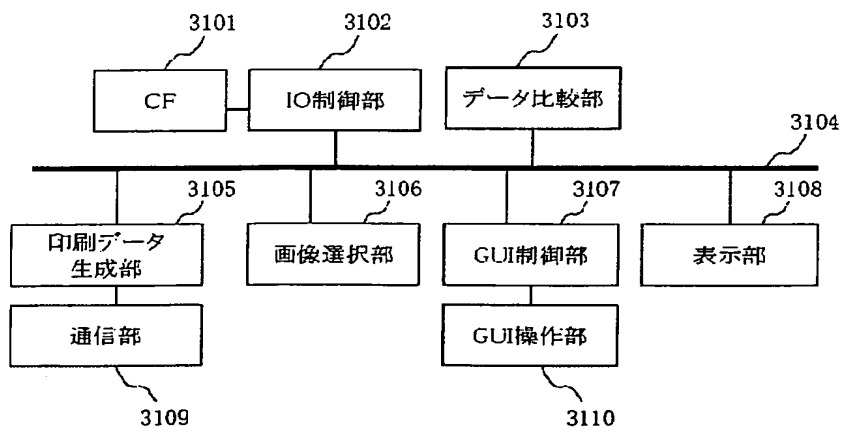 3101
3102
3103
CF
IO制御部
データ比較部
3104
3105
3106
3107
3108
印刷データ
生成部
画像選択部
GUI制御部
表示部
通信部
GUI操作部
3109
3110